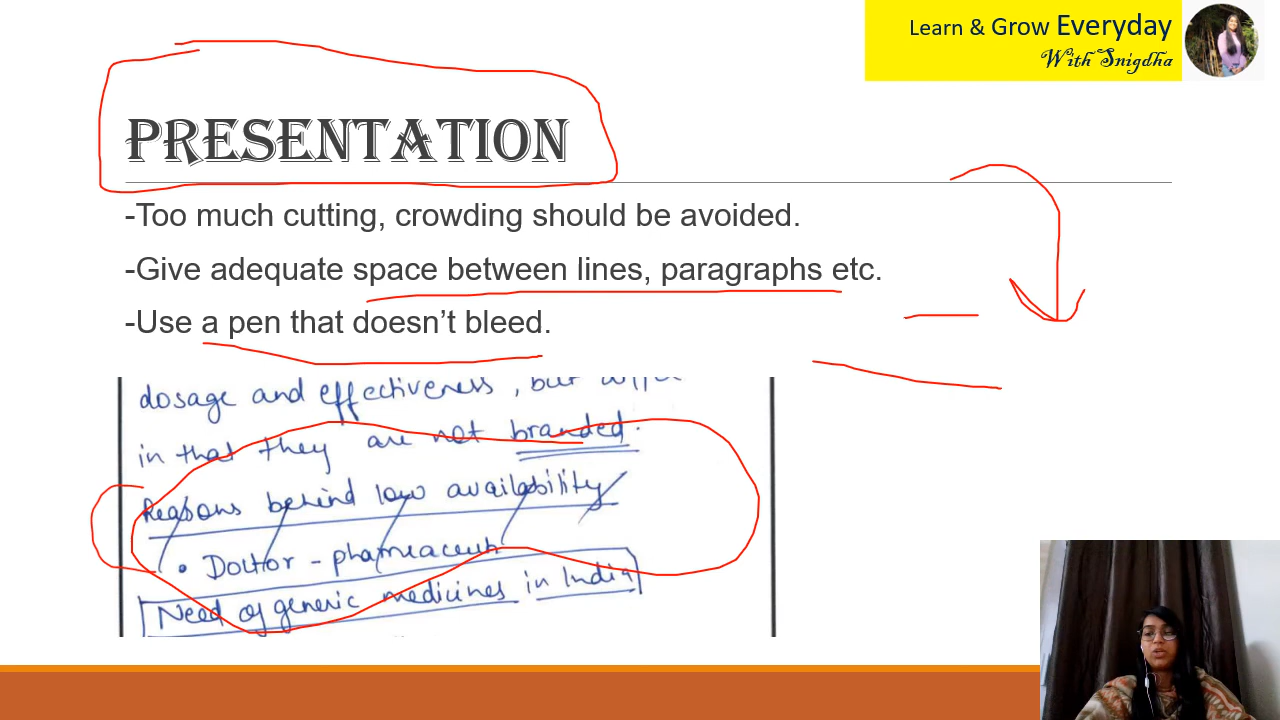 Learn & Grow Everyday
With Snigdha
PRESENTATION
-Too much cutting, crowding should be avoided.
-Give adequate space between lines, paragraphs etc.
-Use a pen that doesn't bleed.
dosage and effectiveness, but
in that they are not branded.
Reasons behind low availability
• Doctor - pharmaceut
Need of generic medicines in India